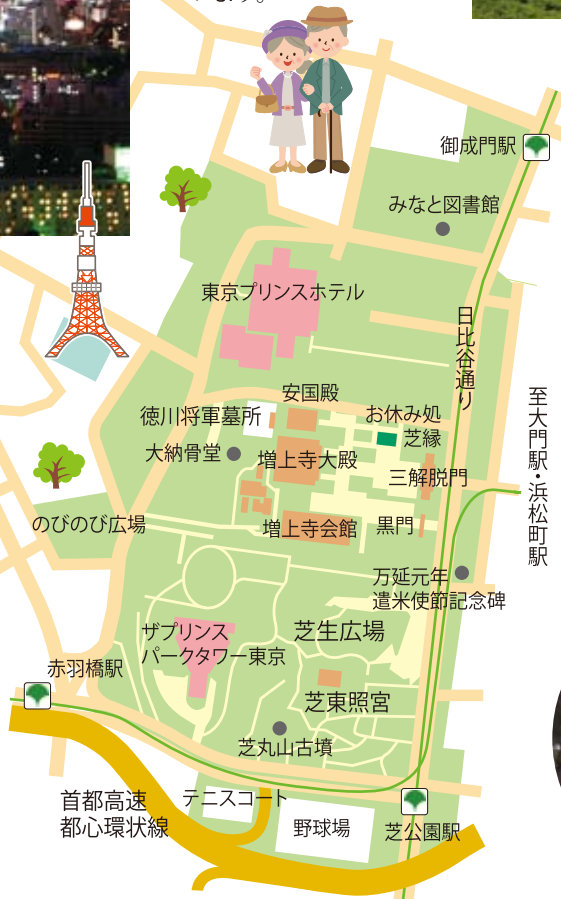 御成門駅
みなと図書館
東京プリンスホテル
日比谷通り
安国殿
徳川将軍墓所
お休み処
芝縁
大納骨堂
増上寺大殿
三解脱門
至大門駅・浜松町駅
のびのび広場
増上寺会館
黒門
万延元年
遣米使節記念碑
ザプリンス
パークタワー東京
芝生広場
赤羽橋駅
芝東照宮
芝丸山古墳
首都高速
都心環状線
テニスコート
野球場
芝公園駅